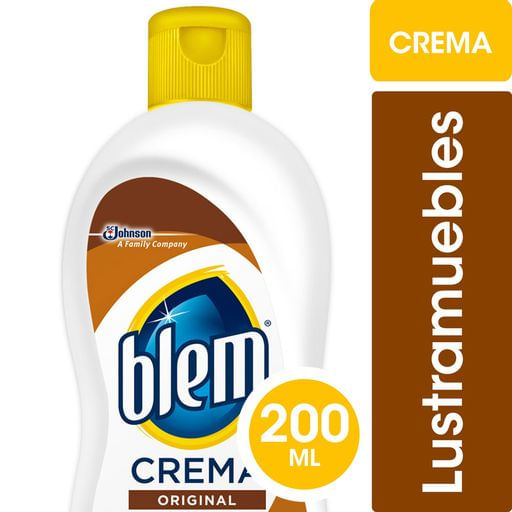 CREMA
Lustramuebles
SC Johnson
A Family Company
blem®
CREMA
ORIGINAL
200
ML